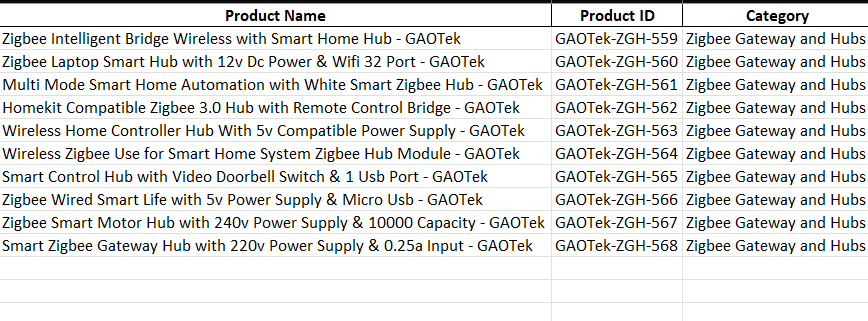 Product Name Product ID Category
Zigbee Intelligent Bridge Wireless with Smart Home Hub - GAOTek GAOTek-ZGH-559 Zigbee Gateway and Hubs
Zigbee Laptop Smart Hub with 12v Dc Power & Wifi 32 Port - GAOTek GAOTek-ZGH-560 Zigbee Gateway and Hubs
Multi Mode Smart Home Automation with White Smart Zigbee Hub - GAOTek GAOTek-ZGH-561 Zigbee Gateway and Hubs
Homekit Compatible Zigbee 3.0 Hub with Remote Control Bridge - GAOTek GAOTek-ZGH-562 Zigbee Gateway and Hubs
Wireless Home Controller Hub With 5v Compatible Power Supply - GAOTek GAOTek-ZGH-563 Zigbee Gateway and Hubs
Wireless Zigbee Use for Smart Home System Zigbee Hub Module - GAOTek GAOTek-ZGH-564 Zigbee Gateway and Hubs
Smart Control Hub with Video Doorbell Switch & 1 Usb Port - GAOTek GAOTek-ZGH-565 Zigbee Gateway and Hubs
Zigbee Wired Smart Life with 5v Power Supply & Micro Usb - GAOTek GAOTek-ZGH-566 Zigbee Gateway and Hubs
Zigbee Smart Motor Hub with 240v Power Supply & 10000 Capacity - GAOTek GAOTek-ZGH-567 Zigbee Gateway and Hubs
Smart Zigbee Gateway Hub with 220v Power Supply & 0.25a Input - GAOTek GAOTek-ZGH-568 Zigbee Gateway and Hubs